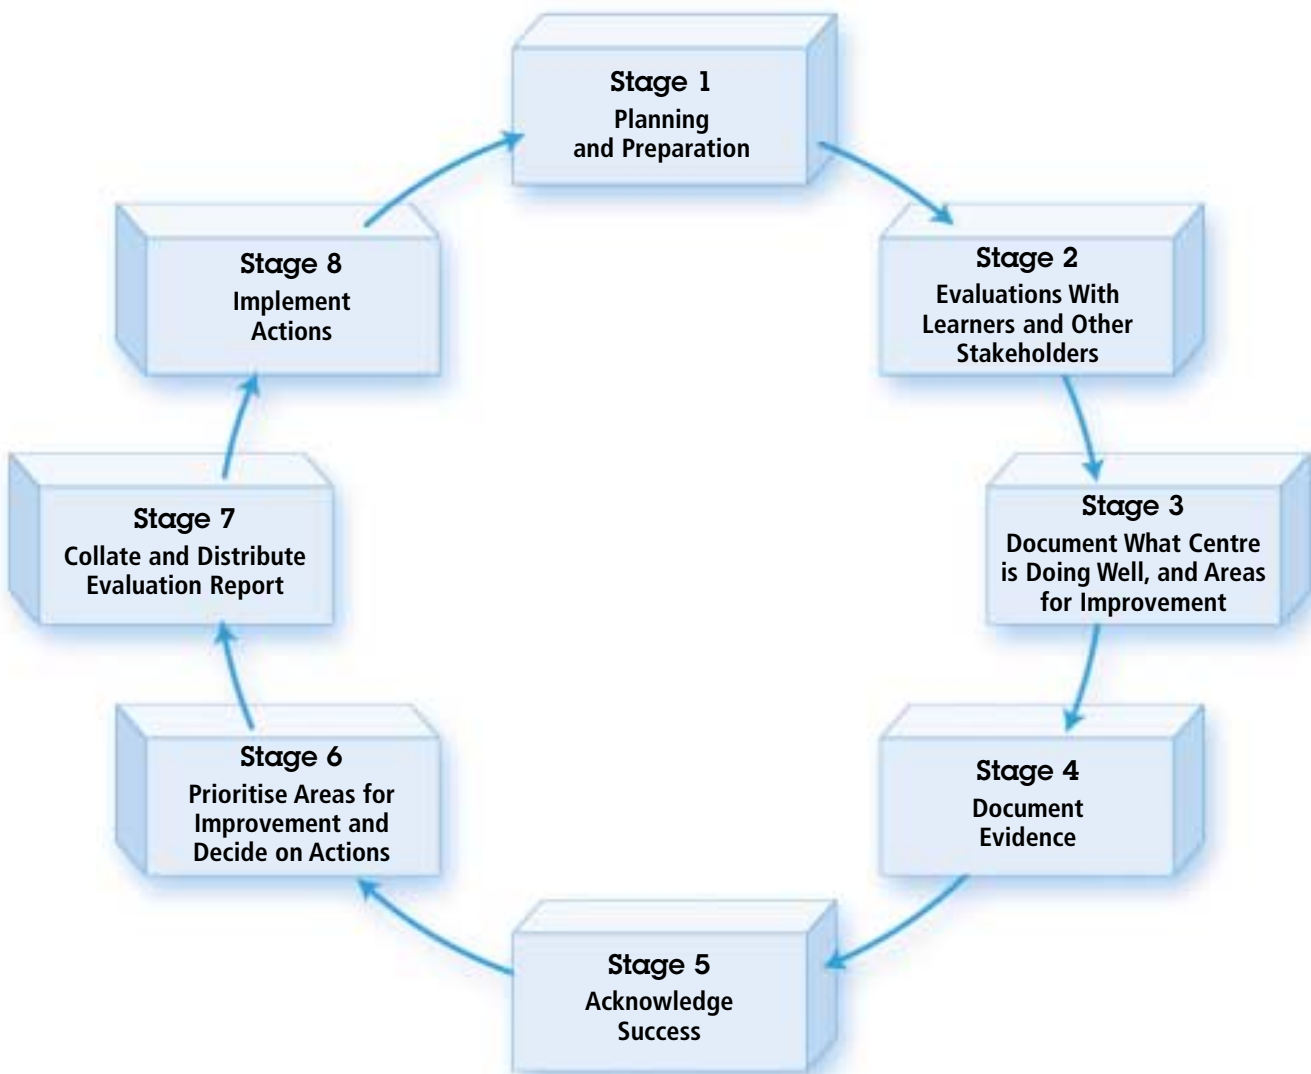 Stage 1
Planning
and Preparation
Stage 2
Evaluations With
Learners and Other
Stakeholders
Stage 3
Document What Centre
is Doing Well, and Areas
for Improvement
Stage 4
Document
Evidence
Stage 5
Acknowledge
Success
Stage 6
Prioritise Areas for
Improvement and
Decide on Actions
Stage 7
Collate and Distribute
Evaluation Report
Stage 8
Implement
Actions